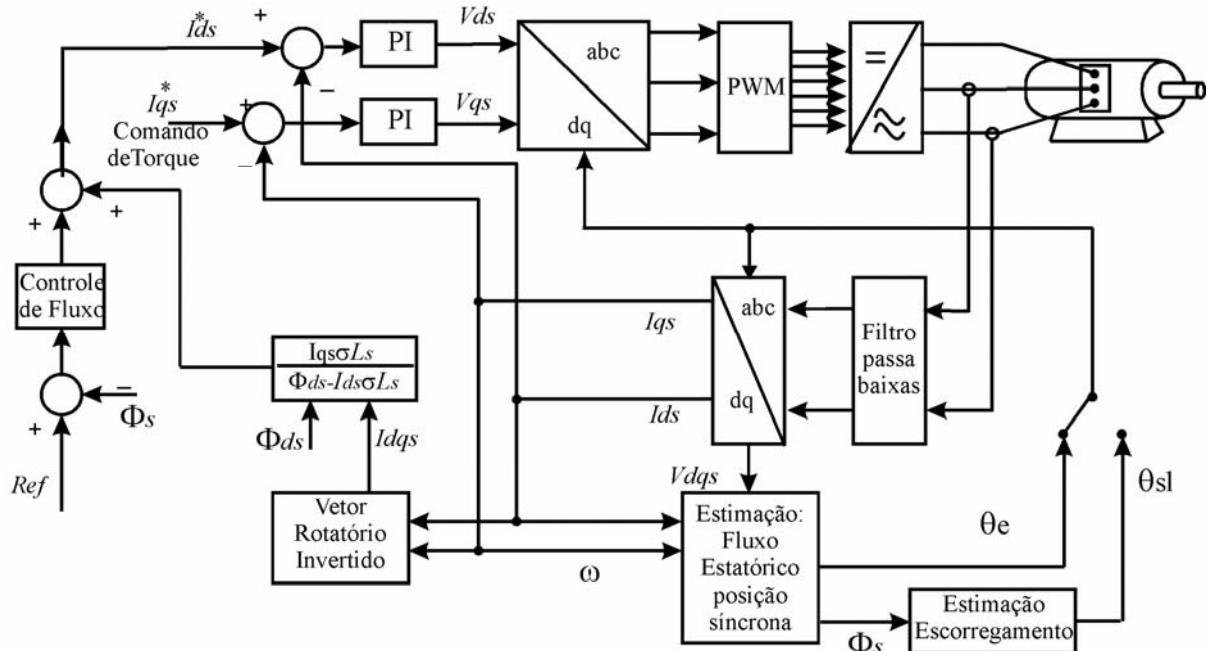 I*ds
+
PI
Vds
abc
dq
PWM
=
≈
−
I*qs
Comando
deTorque
+
PI
Vqs
−
+
+
Controle
de Fluxo
−
Φs
+
Ref
IqsσLs
Φds-IdsσLs
Φds
Idqs
Vetor
Rotatório
Invertido
ω
Iqs
Ids
abc
dq
Filtro
passa
baixas
Vdqs
Estimação:
Fluxo
Estatórico
posição
síncrona
θe
θsl
Φs
Estimação
Escorregamento